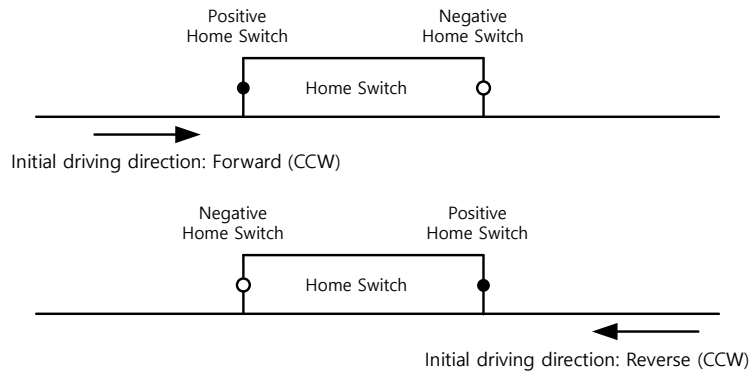 Positive
Home Switch
Negative
Home Switch
Home Switch
Initial driving direction: Forward (CCW)
Negative
Home Switch
Positive
Home Switch
Home Switch
Initial driving direction: Reverse (CCW)